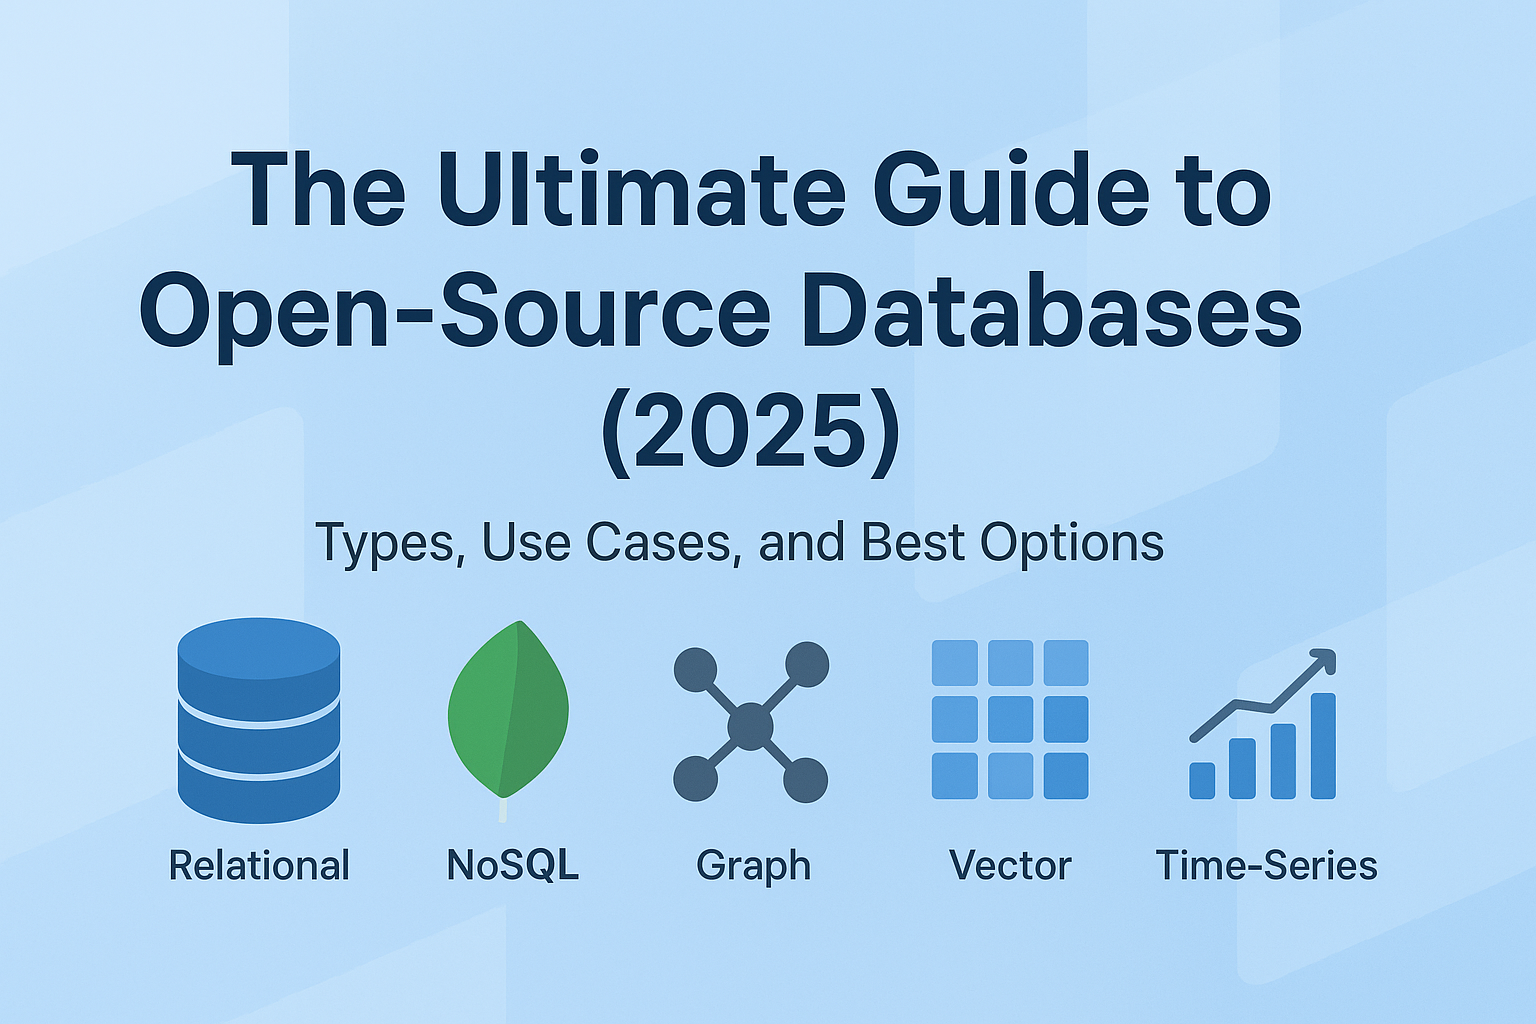 The Ultimate Guide to
Open-Source Databases
(2025)
Types, Use Cases, and Best Options
Relational
NoSQL
Graph
Vector
Time-Series